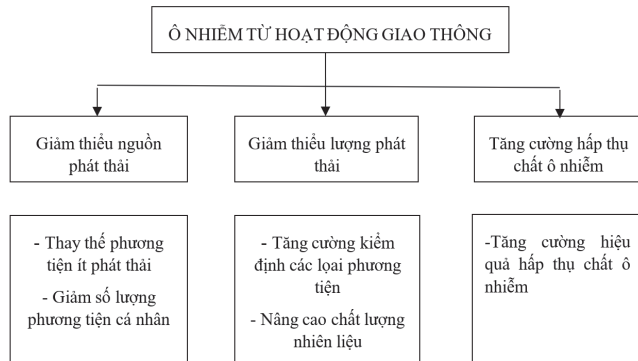 Ô NHIỄM TỪ HOẠT ĐỘNG GIAO THÔNG
Giảm thiểu nguồn
phát thải
Giảm thiểu lượng phát
thải
Tăng cường hấp thụ
chất ô nhiễm
- Thay thế phương
tiện ít phát thải
- Giảm số lượng
phương tiện cá nhân
- Tăng cường kiểm
định các lọai phương
tiện
- Nâng cao chất lượng
nhiên liệu
-Tăng cường hiệu
quả hấp thụ chất ô
nhiễm